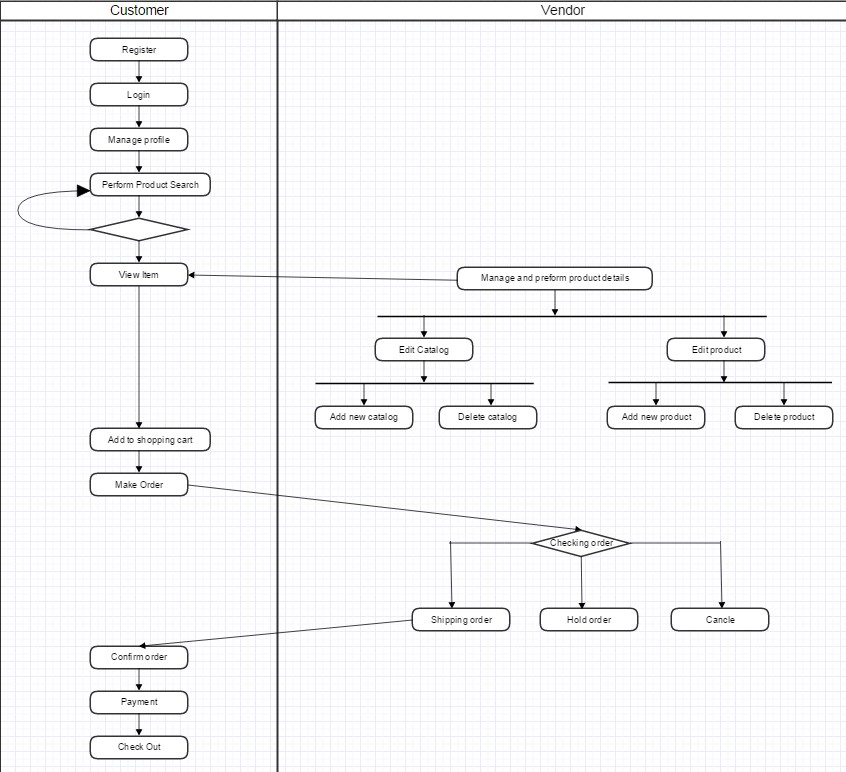 Customer
Vendor
Register
Login
Manage profile
Perform Product Search
View Item
Manage and preform product details
Edit Catalog
Edit product
Add new catalog
Delete catalog
Add new product
Delete product
Add to shopping cart
Make Order
Checking order
Shipping order
Hold order
Cancle
Confirm order
Payment
Check Out